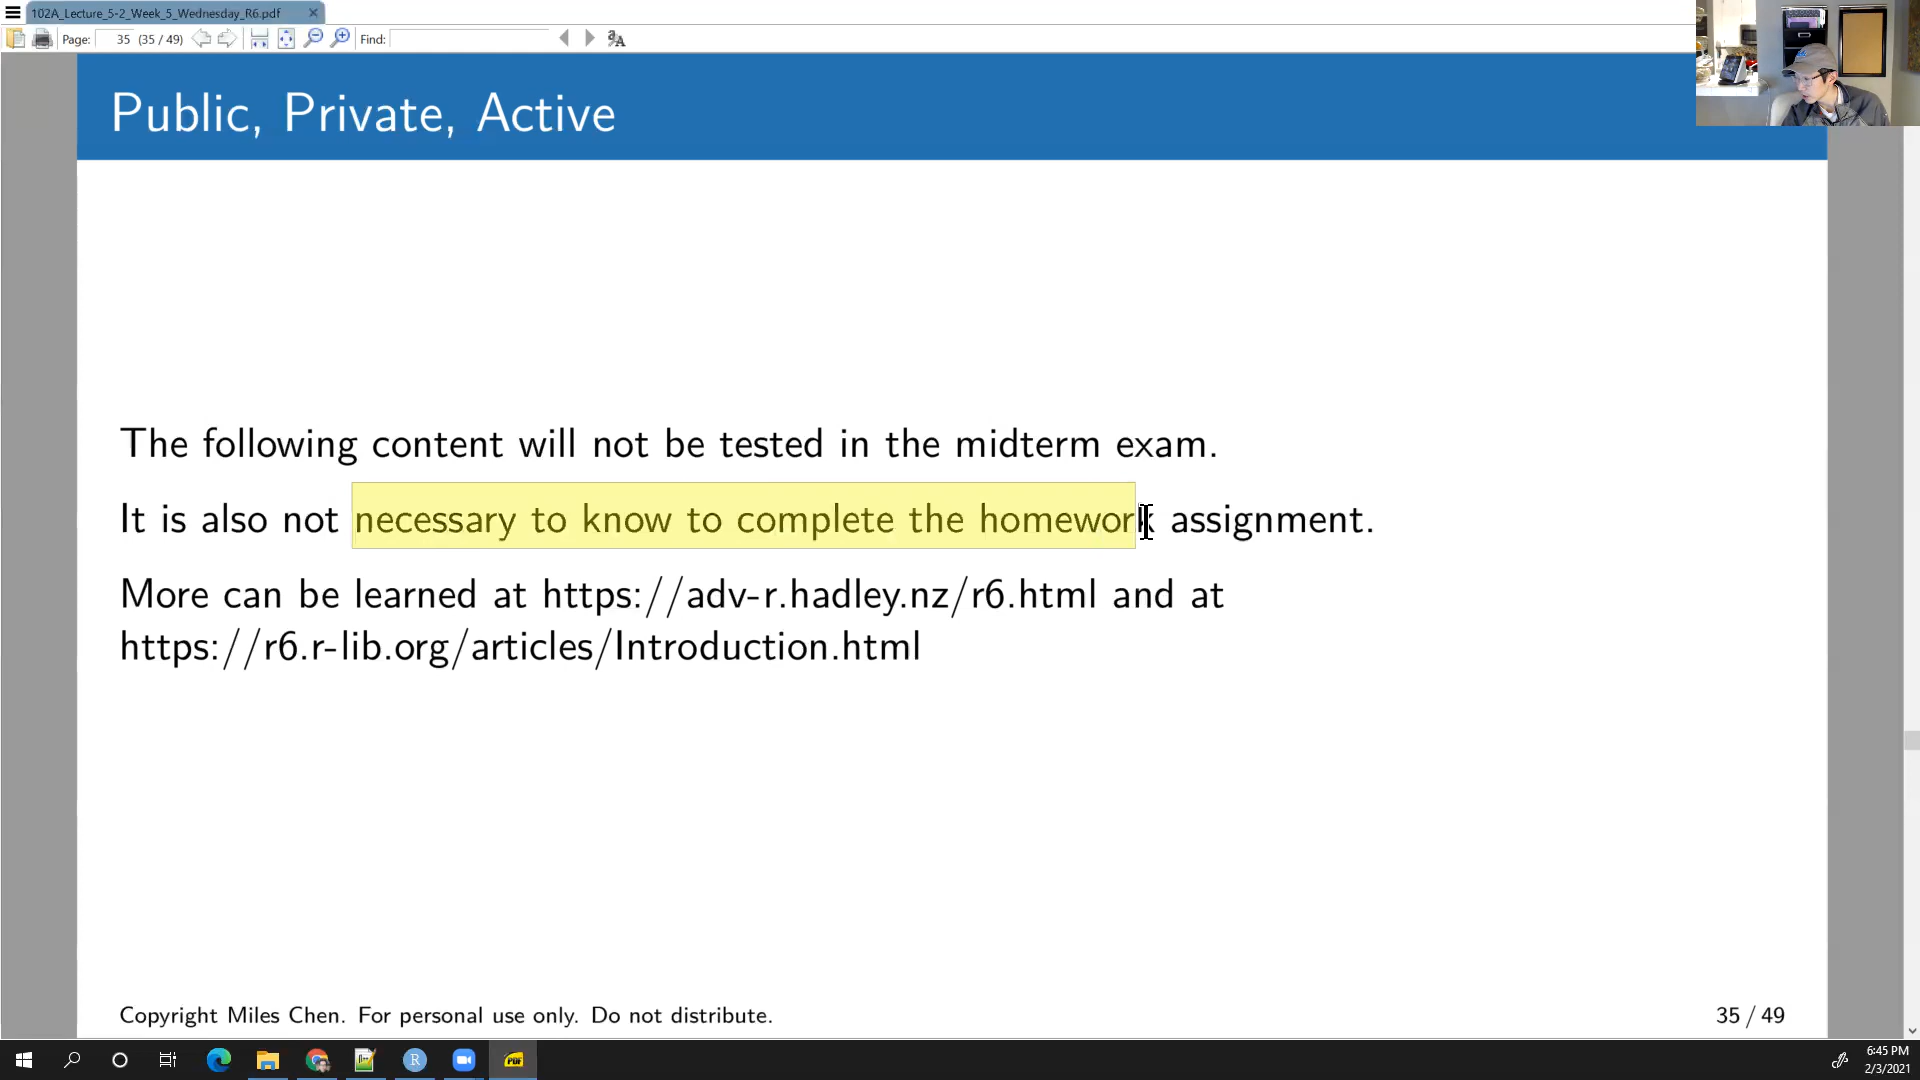 102A_Lecture_5-2_Week_5_Wednesday_R6.pdf
Page: 35 (35 / 49) Find:
Public, Private, Active
The following content will not be tested in the midterm exam.
It is also not necessary to know to complete the homework assignment.
More can be learned at https://adv-r.hadley.nz/r6.html and at
https://r6.r-lib.org/articles/Introduction.html
Copyright Miles Chen. For personal use only. Do not distribute.
35 / 49
6:45 PM
2/3/2021